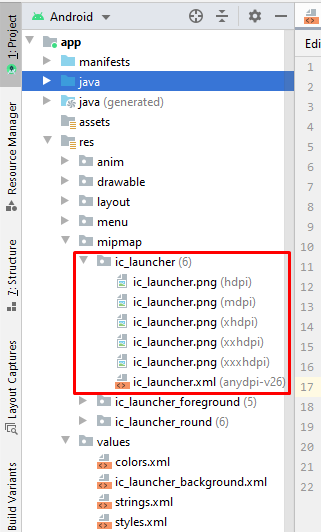 Android
app
manifests
java
java (generated)
assets
res
anim
drawable
layout
menu
mipmap
ic_launcher (6)
ic_launcher.png (hdpi)
ic_launcher.png (mdpi)
ic_launcher.png (xhdpi)
ic_launcher.png (xxhdpi)
ic_launcher.png (xxxhdpi)
ic_launcher.xml (anydpi-v26)
ic_launcher_foreground (5)
ic_launcher_round (6)
values
colors.xml
ic_launcher_background.xml
strings.xml
styles.xml
1: Project
Resource Manager
7: Structure
Layout Captures
Build Variants
1
2
3
4
5
6
7
8
9
10
11
12
13
14
15
16
17
18
19
20
21
22